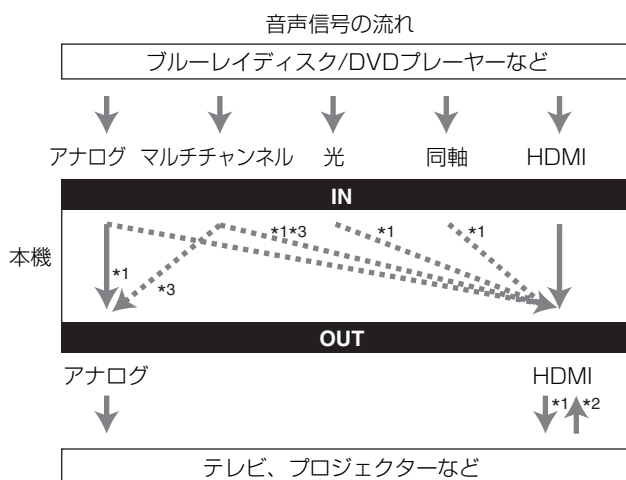 音声信号の流れ
ブルーレイディスク/DVDプレーヤーなど
アナログ マルチチャンネル 光 同軸 HDMI
IN
*1*3 *1 *1
本機
*1
*3
OUT
アナログ HDMI
*1 *2
テレビ、プロジェクターなど